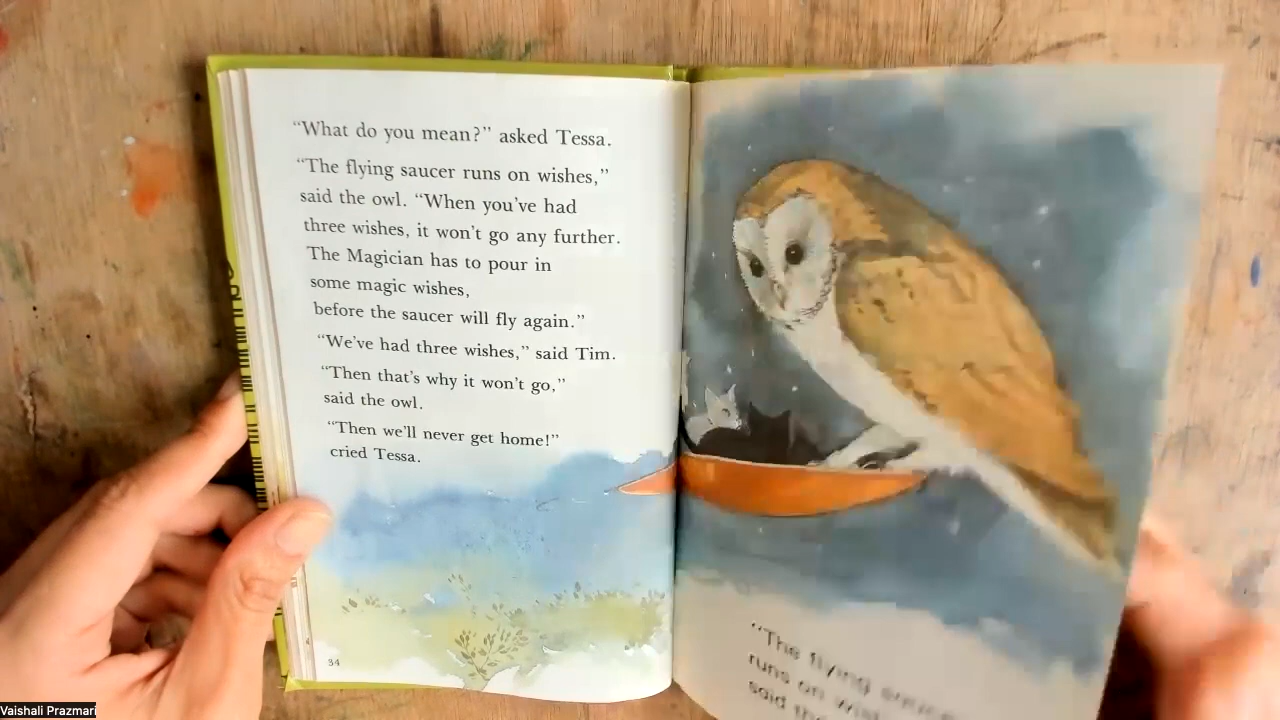 “What do you mean?” asked Tessa.
“The flying saucer runs on wishes,”
said the owl. “When you’ve had
three wishes, it won’t go any further.
The Magician has to pour in
some magic wishes,
before the saucer will fly again.”
“We’ve had three wishes,” said Tim.
“Then that’s why it won’t go,”
said the owl.
“Then we’ll never get home!”
cried Tessa.
34
“The flying saucer
runs on
said the
Vaishali Prazmari